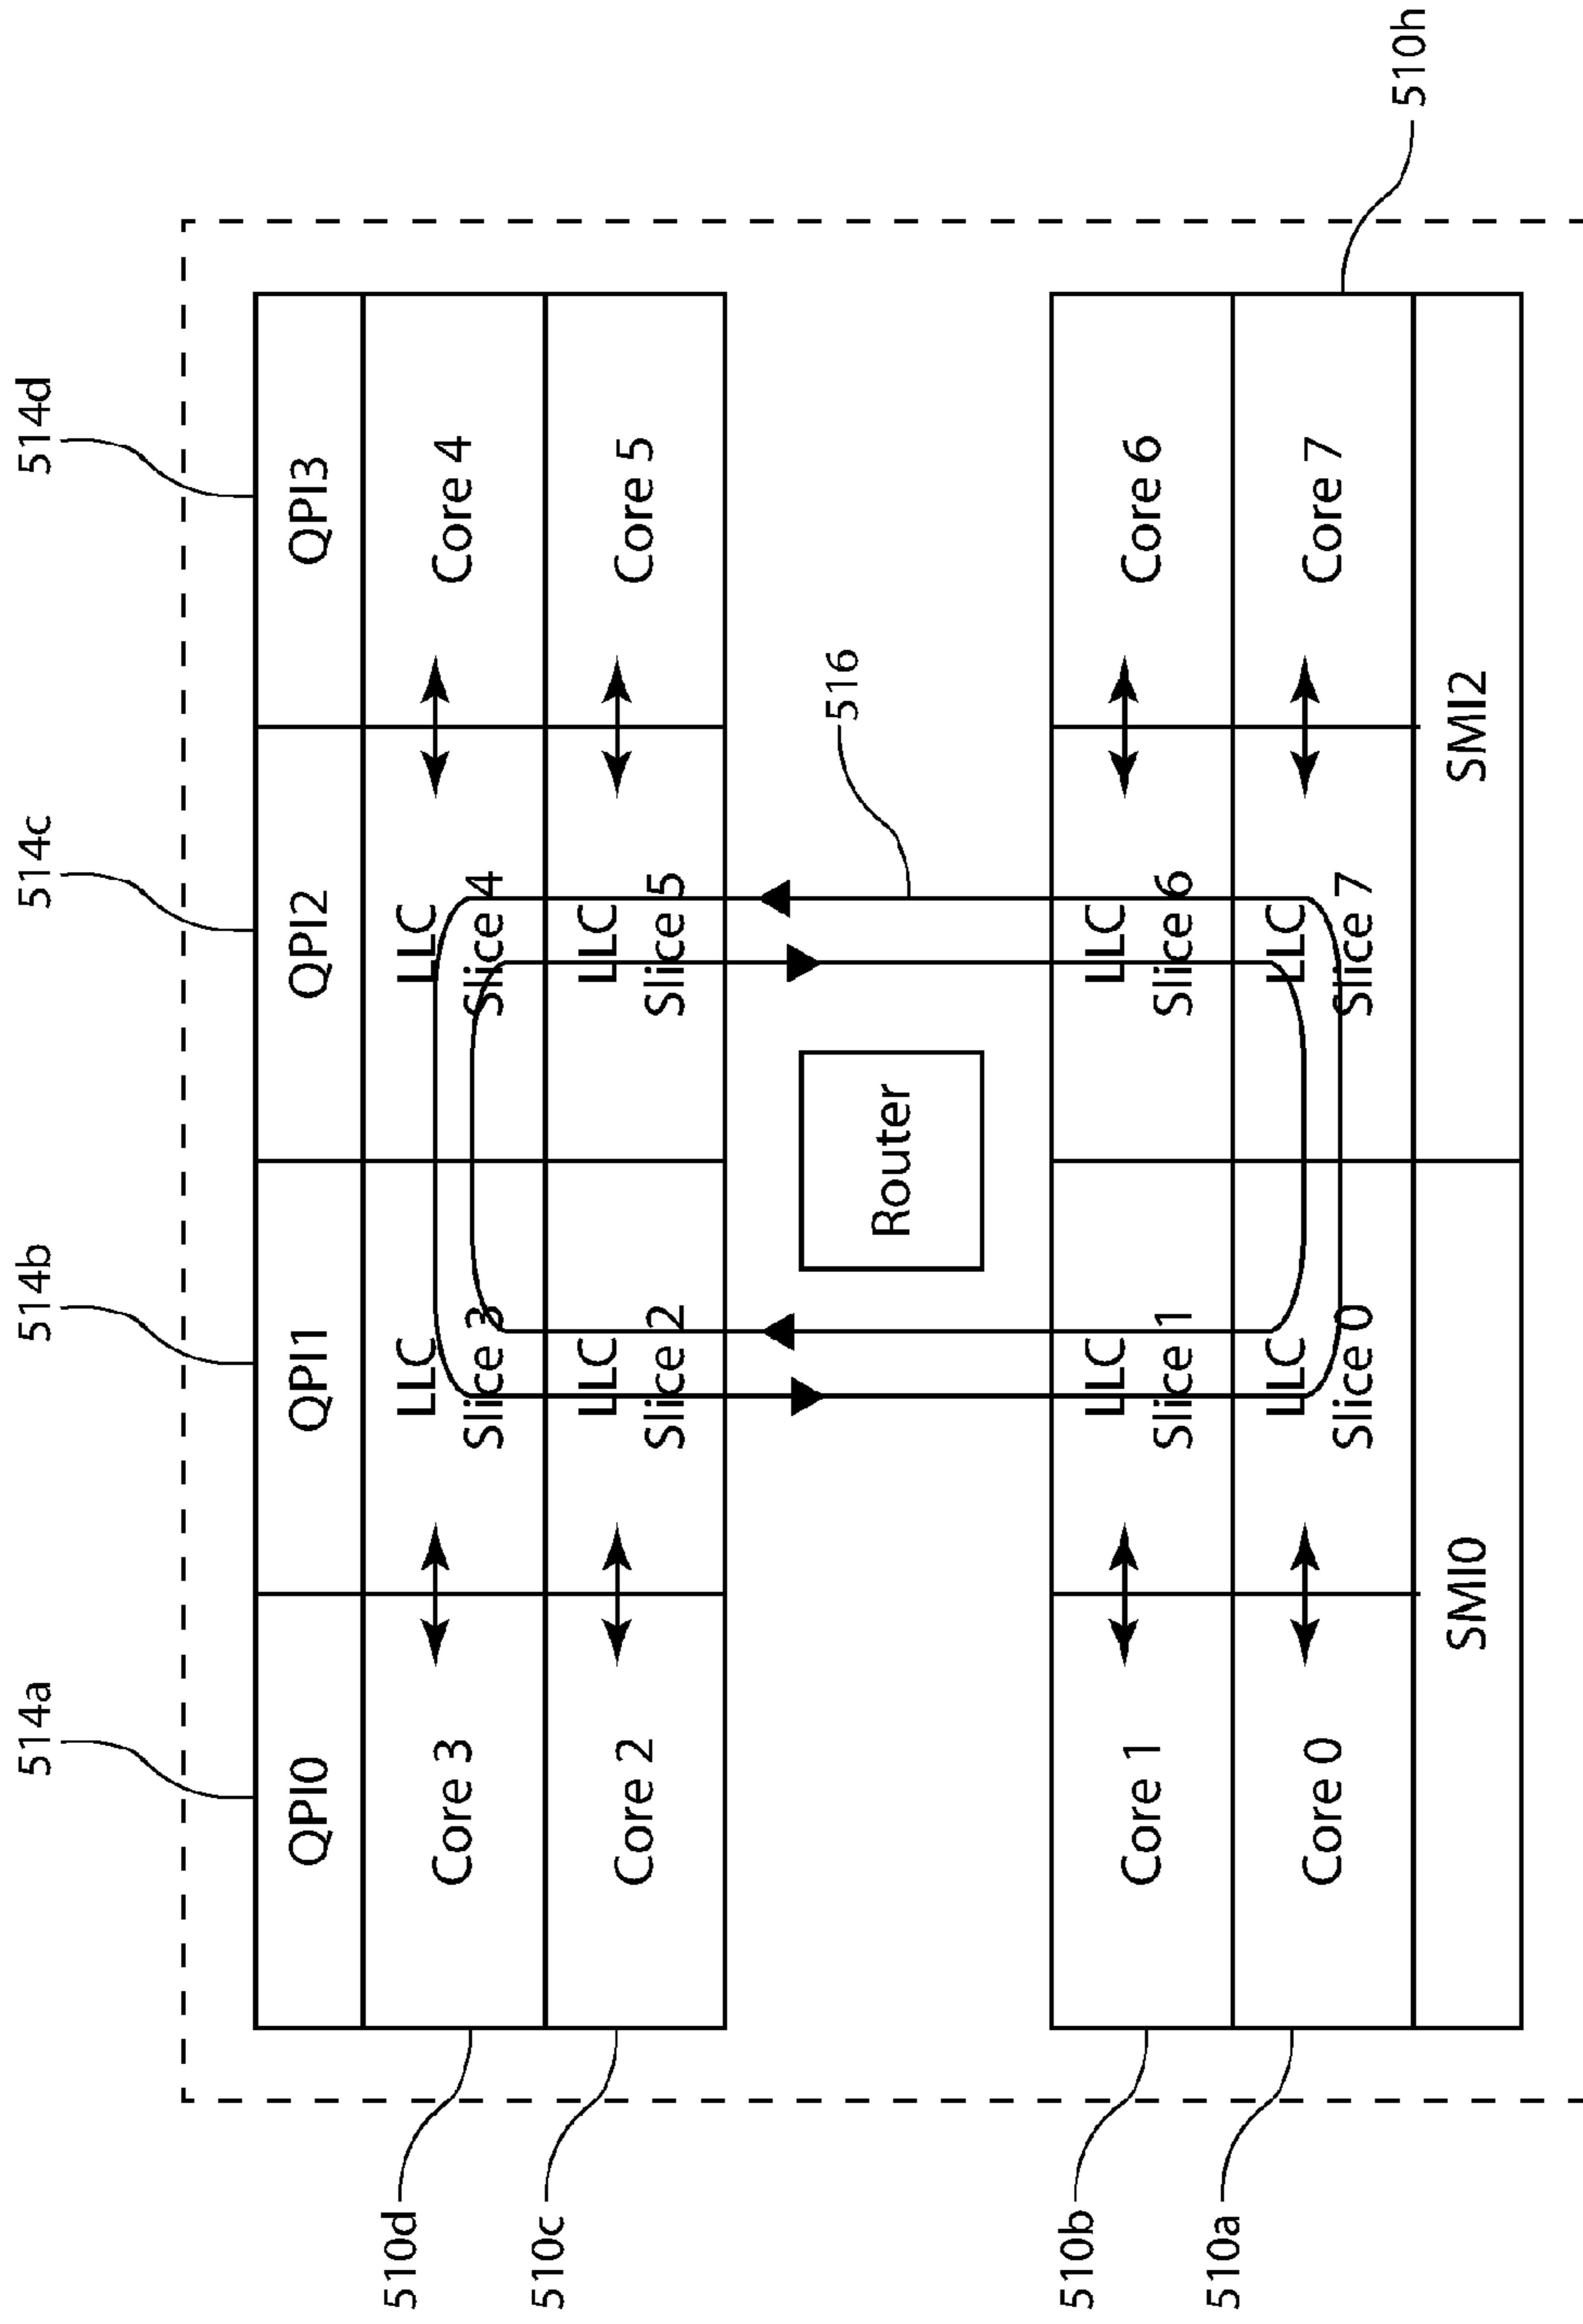 514a
514b
514c
514d
QPI0
QPI1
QPI2
QPI3
510d
Core 3
LLC
Slice 3
LLC
Slice 4
Core 4
510c
Core 2
LLC
Slice 2
LLC
Slice 5
Core 5
516
Router
510b
Core 1
LLC
Slice 1
LLC
Slice 6
Core 6
510a
Core 0
LLC
Slice 0
LLC
Slice 7
Core 7
510h
SMI0
SMI2